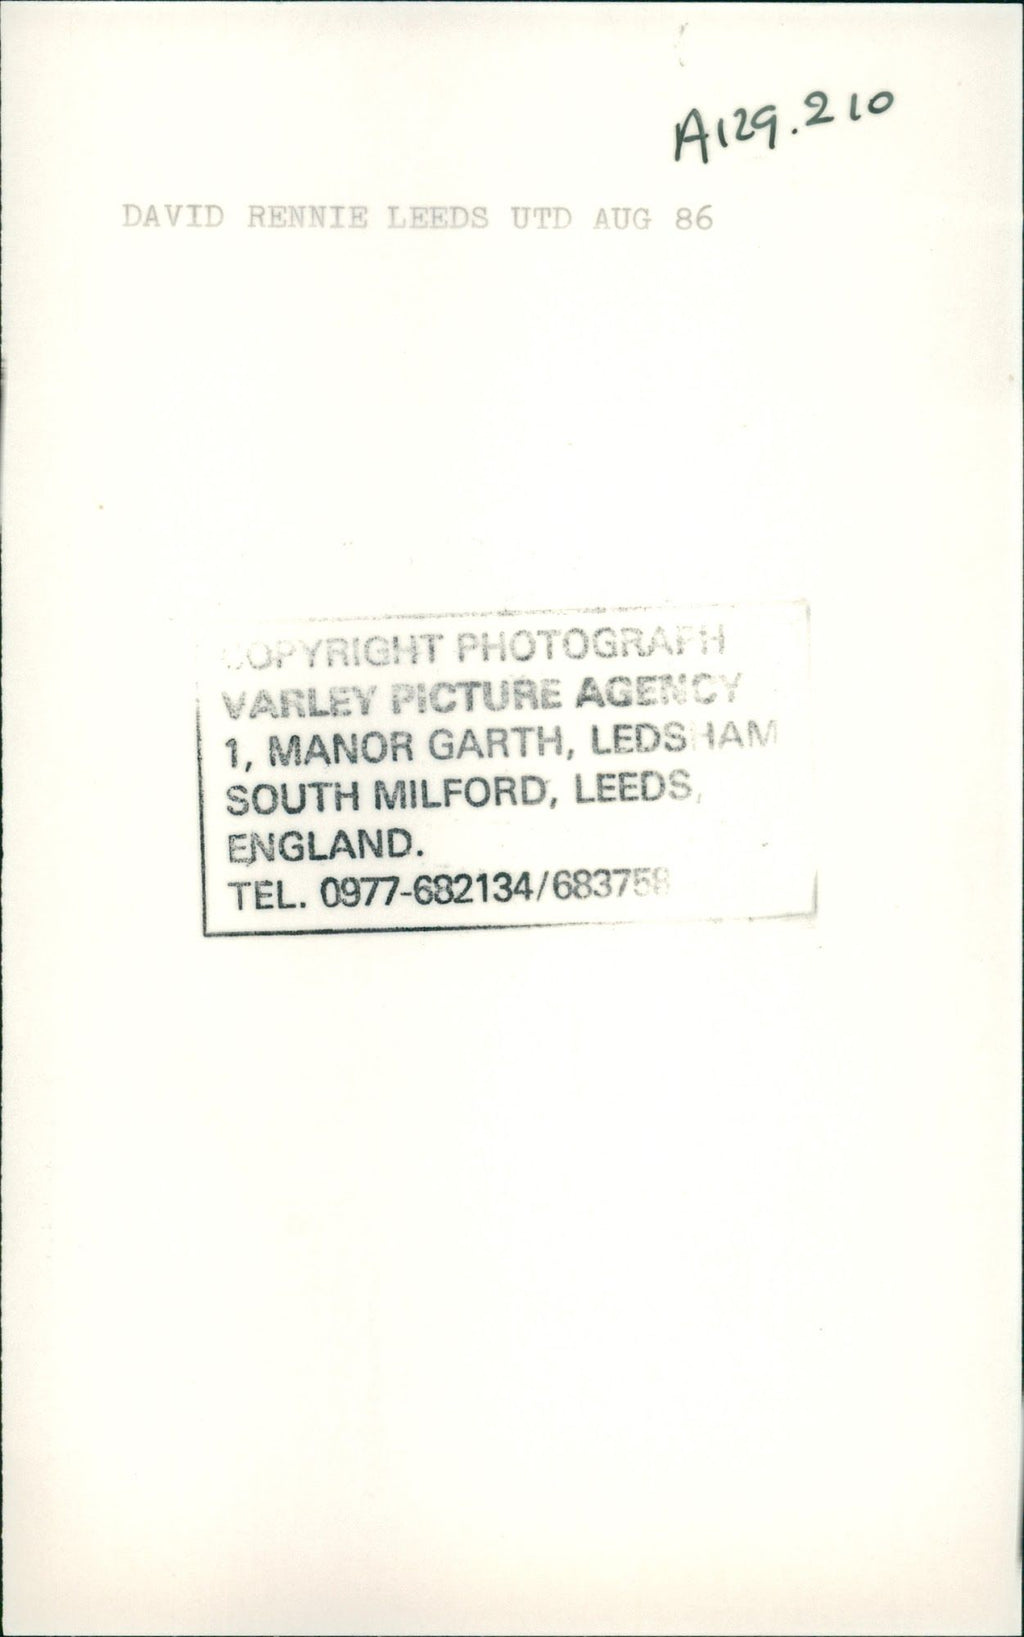 A129.210
DAVID RENNIE LEEDS UTD AUG 86
COPYRIGHT PHOTOGRAPH
VARLEY PICTURE AGENCY
1, MANOR GARTH, LEDSHAM
SOUTH MILFORD, LEEDS,
ENGLAND.
TEL. 0977-682134/683758